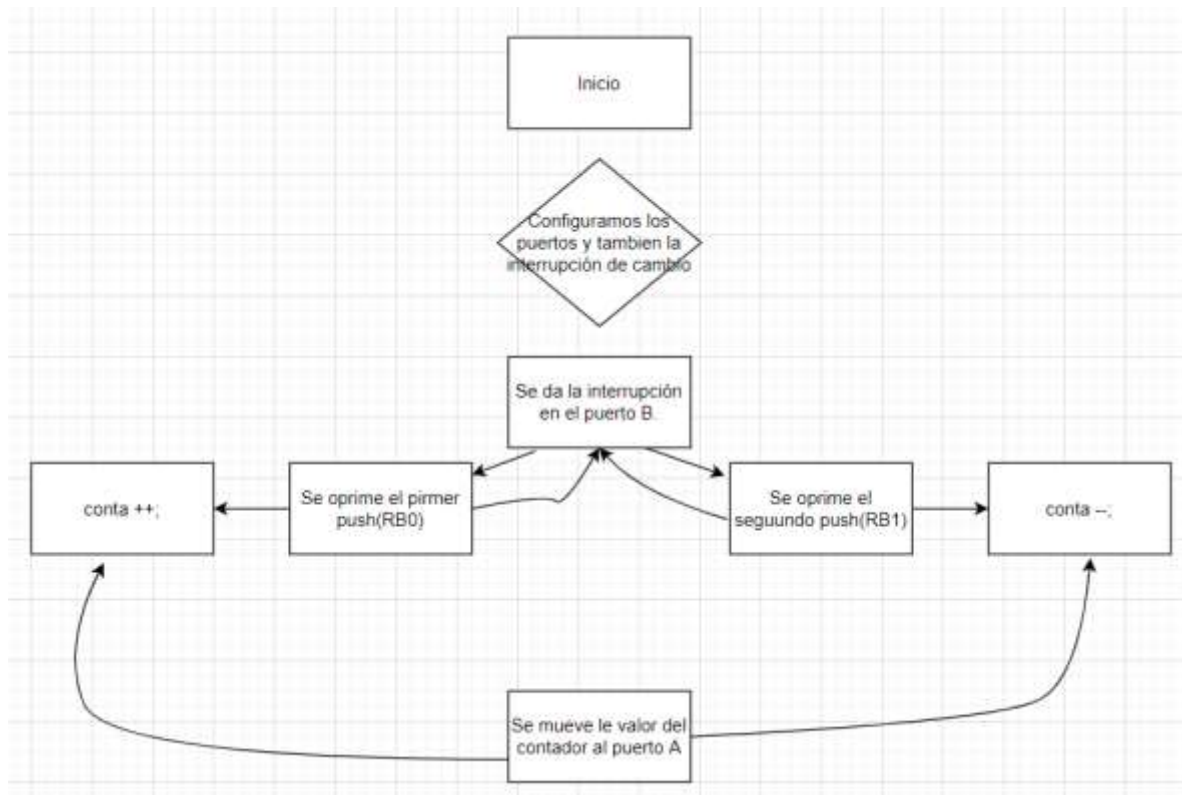 Inicio
Configuramos los
puertos y tambien la
interrupción de cambio
Se da la interrupción
en el puerto B.
conta ++;
Se oprime el pirmer
push(RB0)
Se oprime el
seguundo push(RB1)
conta --;
Se mueve le valor del
contador al puerto A